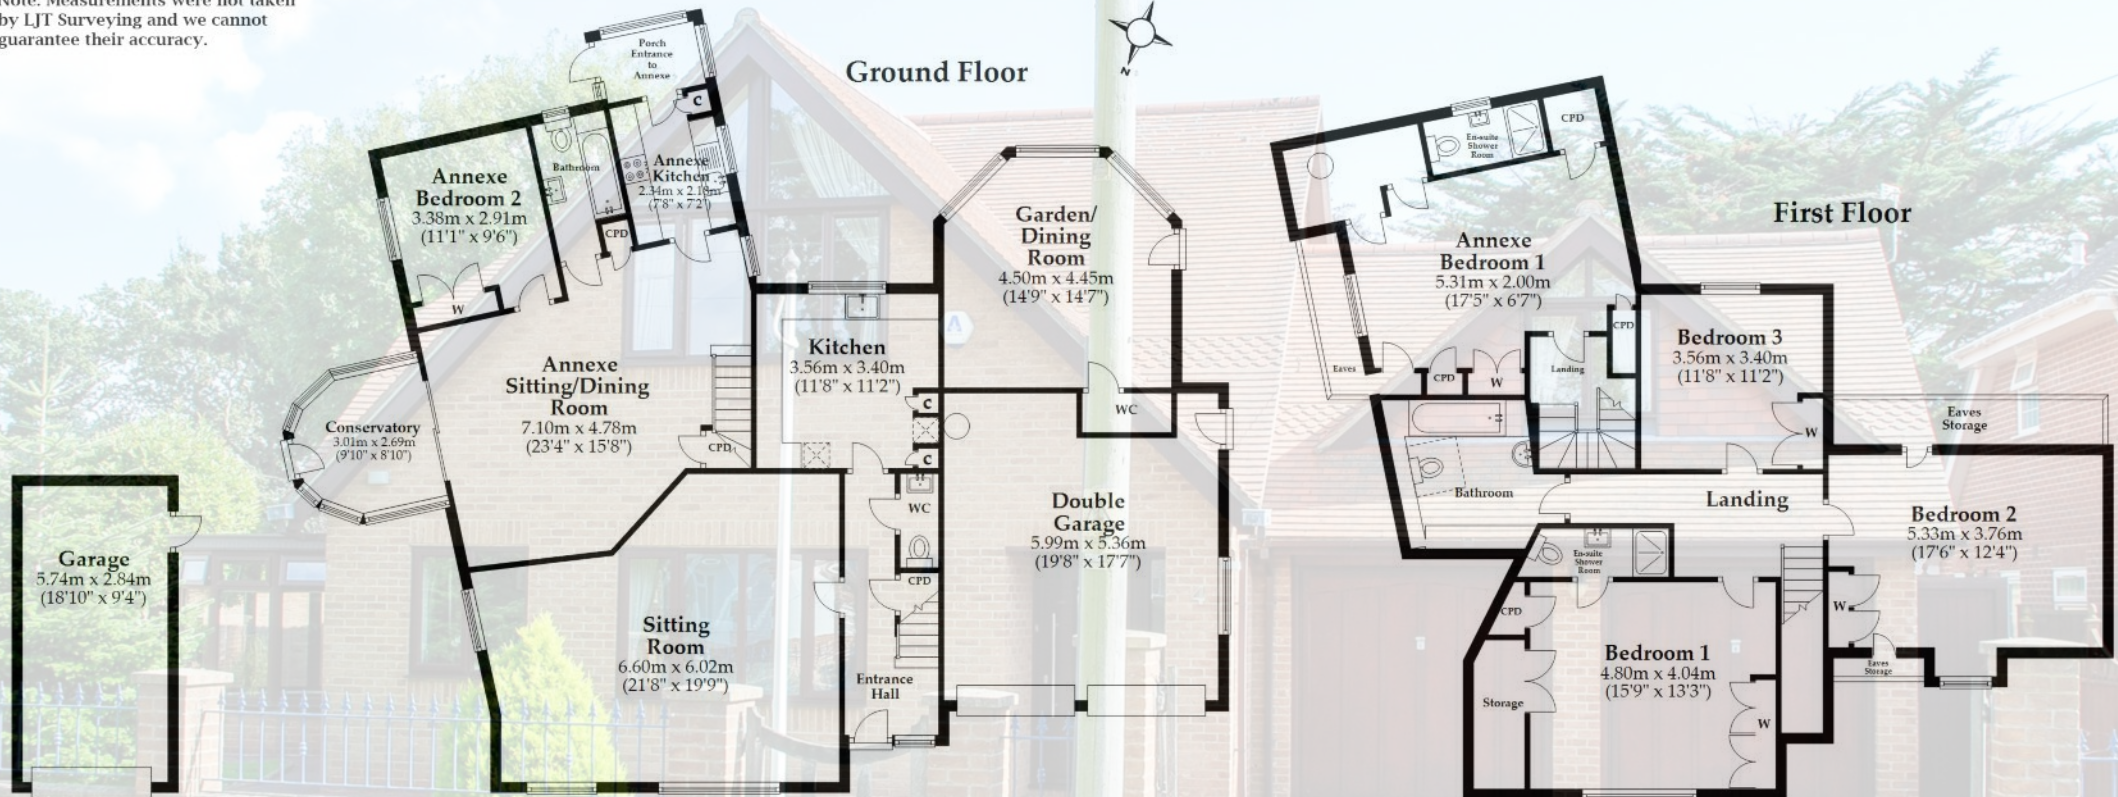 Note: Measurements were not taken
by LJT Surveying and we cannot
guarantee their accuracy.
Ground Floor
Porch
Entrance
to
Annexe
C
N
Annexe
Bedroom 2
3.38m x 2.91m
(11'1" x 9'6")
W
Bathroom
Annexe
Kitchen
2.34m x 2.18m
(7'8" x 7'2")
CPD
Garden/
Dining
Room
4.50m x 4.45m
(14'9" x 14'7")
Kitchen
3.56m x 3.40m
(11'8" x 11'2")
C
C
WC
Annexe
Sitting/Dining
Room
7.10m x 4.78m
(23'4" x 15'8")
CPD
Conservatory
3.01m x 2.69m
(9'10" x 8'10")
Garage
5.74m x 2.84m
(18'10" x 9'4")
WC
CPD
Double
Garage
5.99m x 5.36m
(19'8" x 17'7")
Sitting
Room
6.60m x 6.02m
(21'8" x 19'9")
Entrance
Hall
First Floor
En-suite
Shower
Room
CPD
Annexe
Bedroom 1
5.31m x 2.00m
(17'5" x 6'7")
CPD
Eaves
CPD
W
Landing
Bedroom 3
3.56m x 3.40m
(11'8" x 11'2")
W
Eaves
Storage
Bathroom
Landing
Bedroom 2
5.33m x 3.76m
(17'6" x 12'4")
W
Eaves
Storage
En-suite
Shower
Room
CPD
Bedroom 1
4.80m x 4.04m
(15'9" x 13'3")
Storage
W